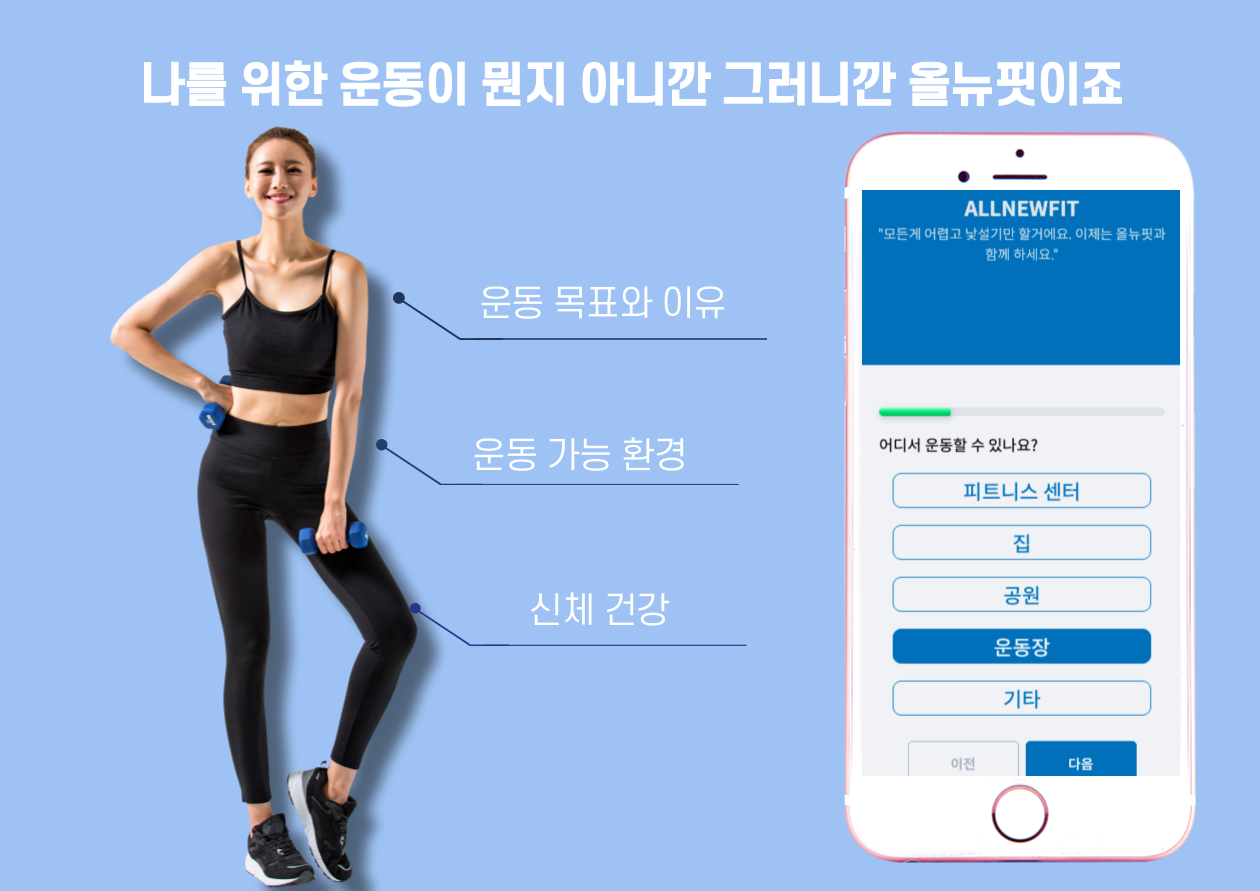 나를 위한 운동이 뭔지 아니깐 그러니깐 올뉴핏이죠
운동 목표와 이유
운동 가능 환경
신체 건강
ALLNEWFIT
"모든게 어렵고 낯설기만 할거에요. 이제는 올뉴핏과
함께 하세요."
어디서 운동할 수 있나요?
피트니스 센터
집
공원
운동장
기타
이전 다음